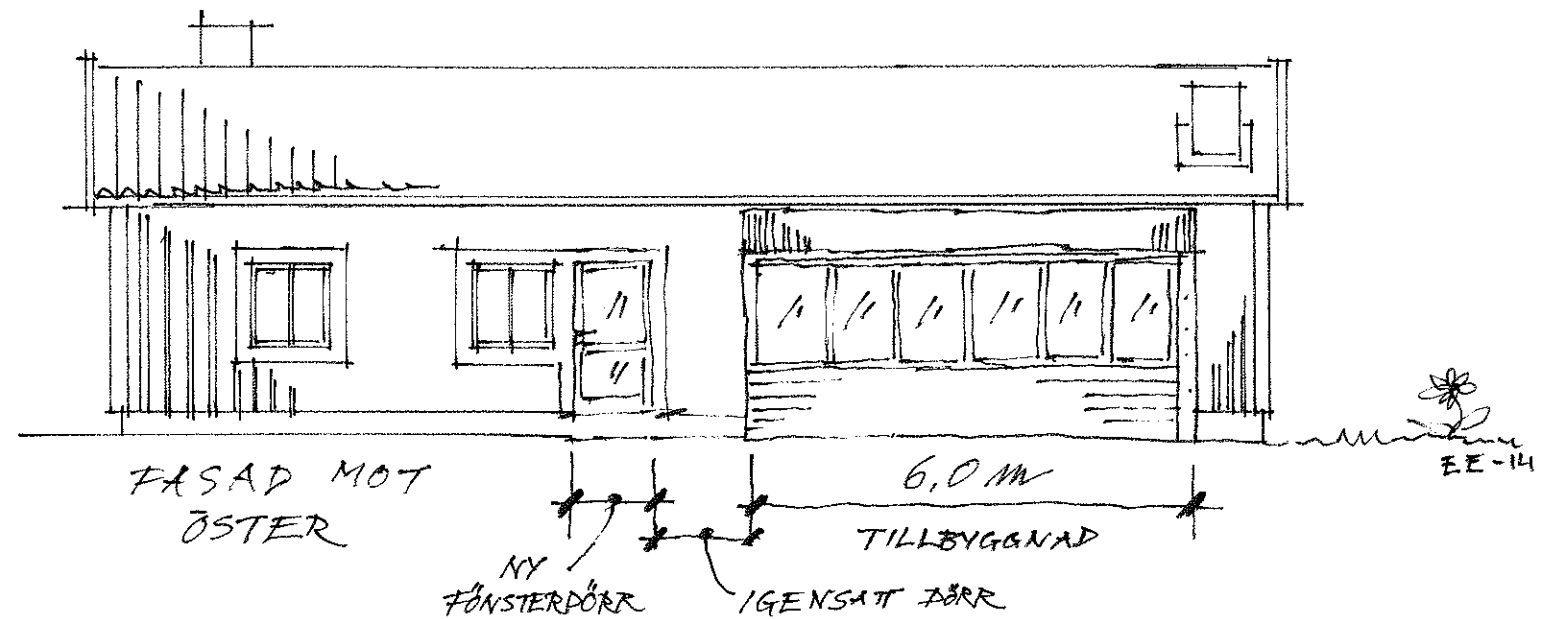 FASAD MOT
ÖSTER
6,0 m
TILLBYGGNAD
NY
FÖNSTERDÖRR
IGENSATT DÖRR
EE-14